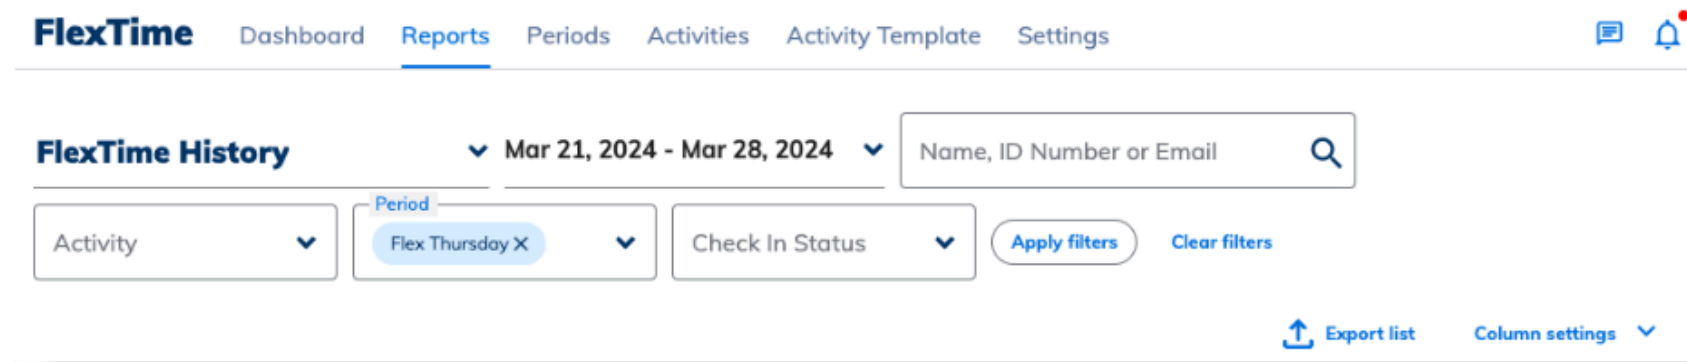 FlexTime Dashboard Reports Periods Activities Activity Template Settings
FlexTime History Mar 21, 2024 - Mar 28, 2024 Name, ID Number or Email
Period
Activity Flex Thursday Check In Status Apply filters Clear filters
Export list Column settings